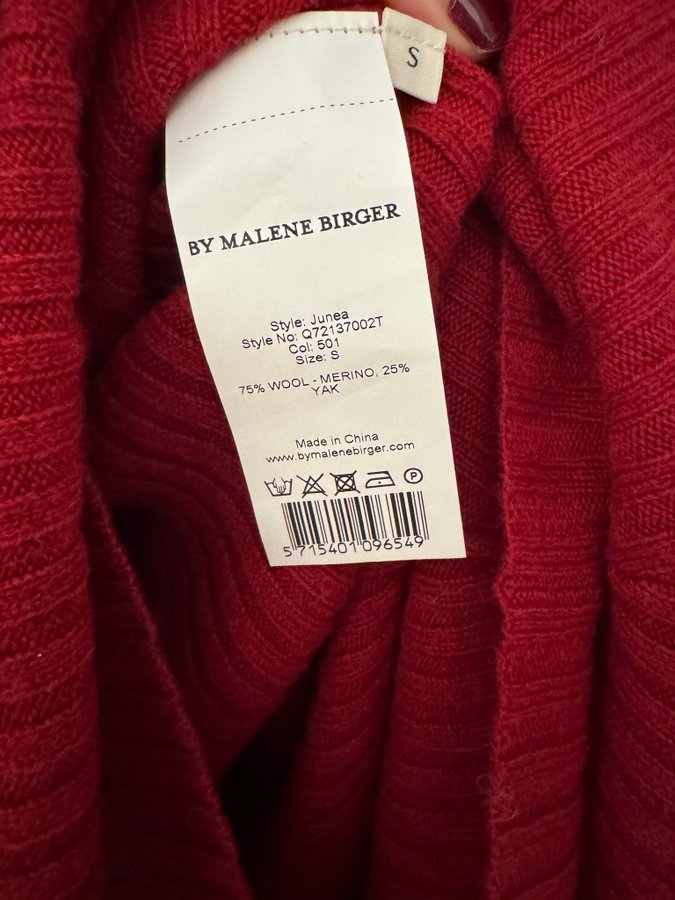 S
BY MALENE BIRGER
Style: Junea
Style No: Q72137002T
Col: 501
Size: S
75% WOOL - MERINO, 25%
YAK
Made in China
www.bymalenebirger.com
P
5 715401 096549